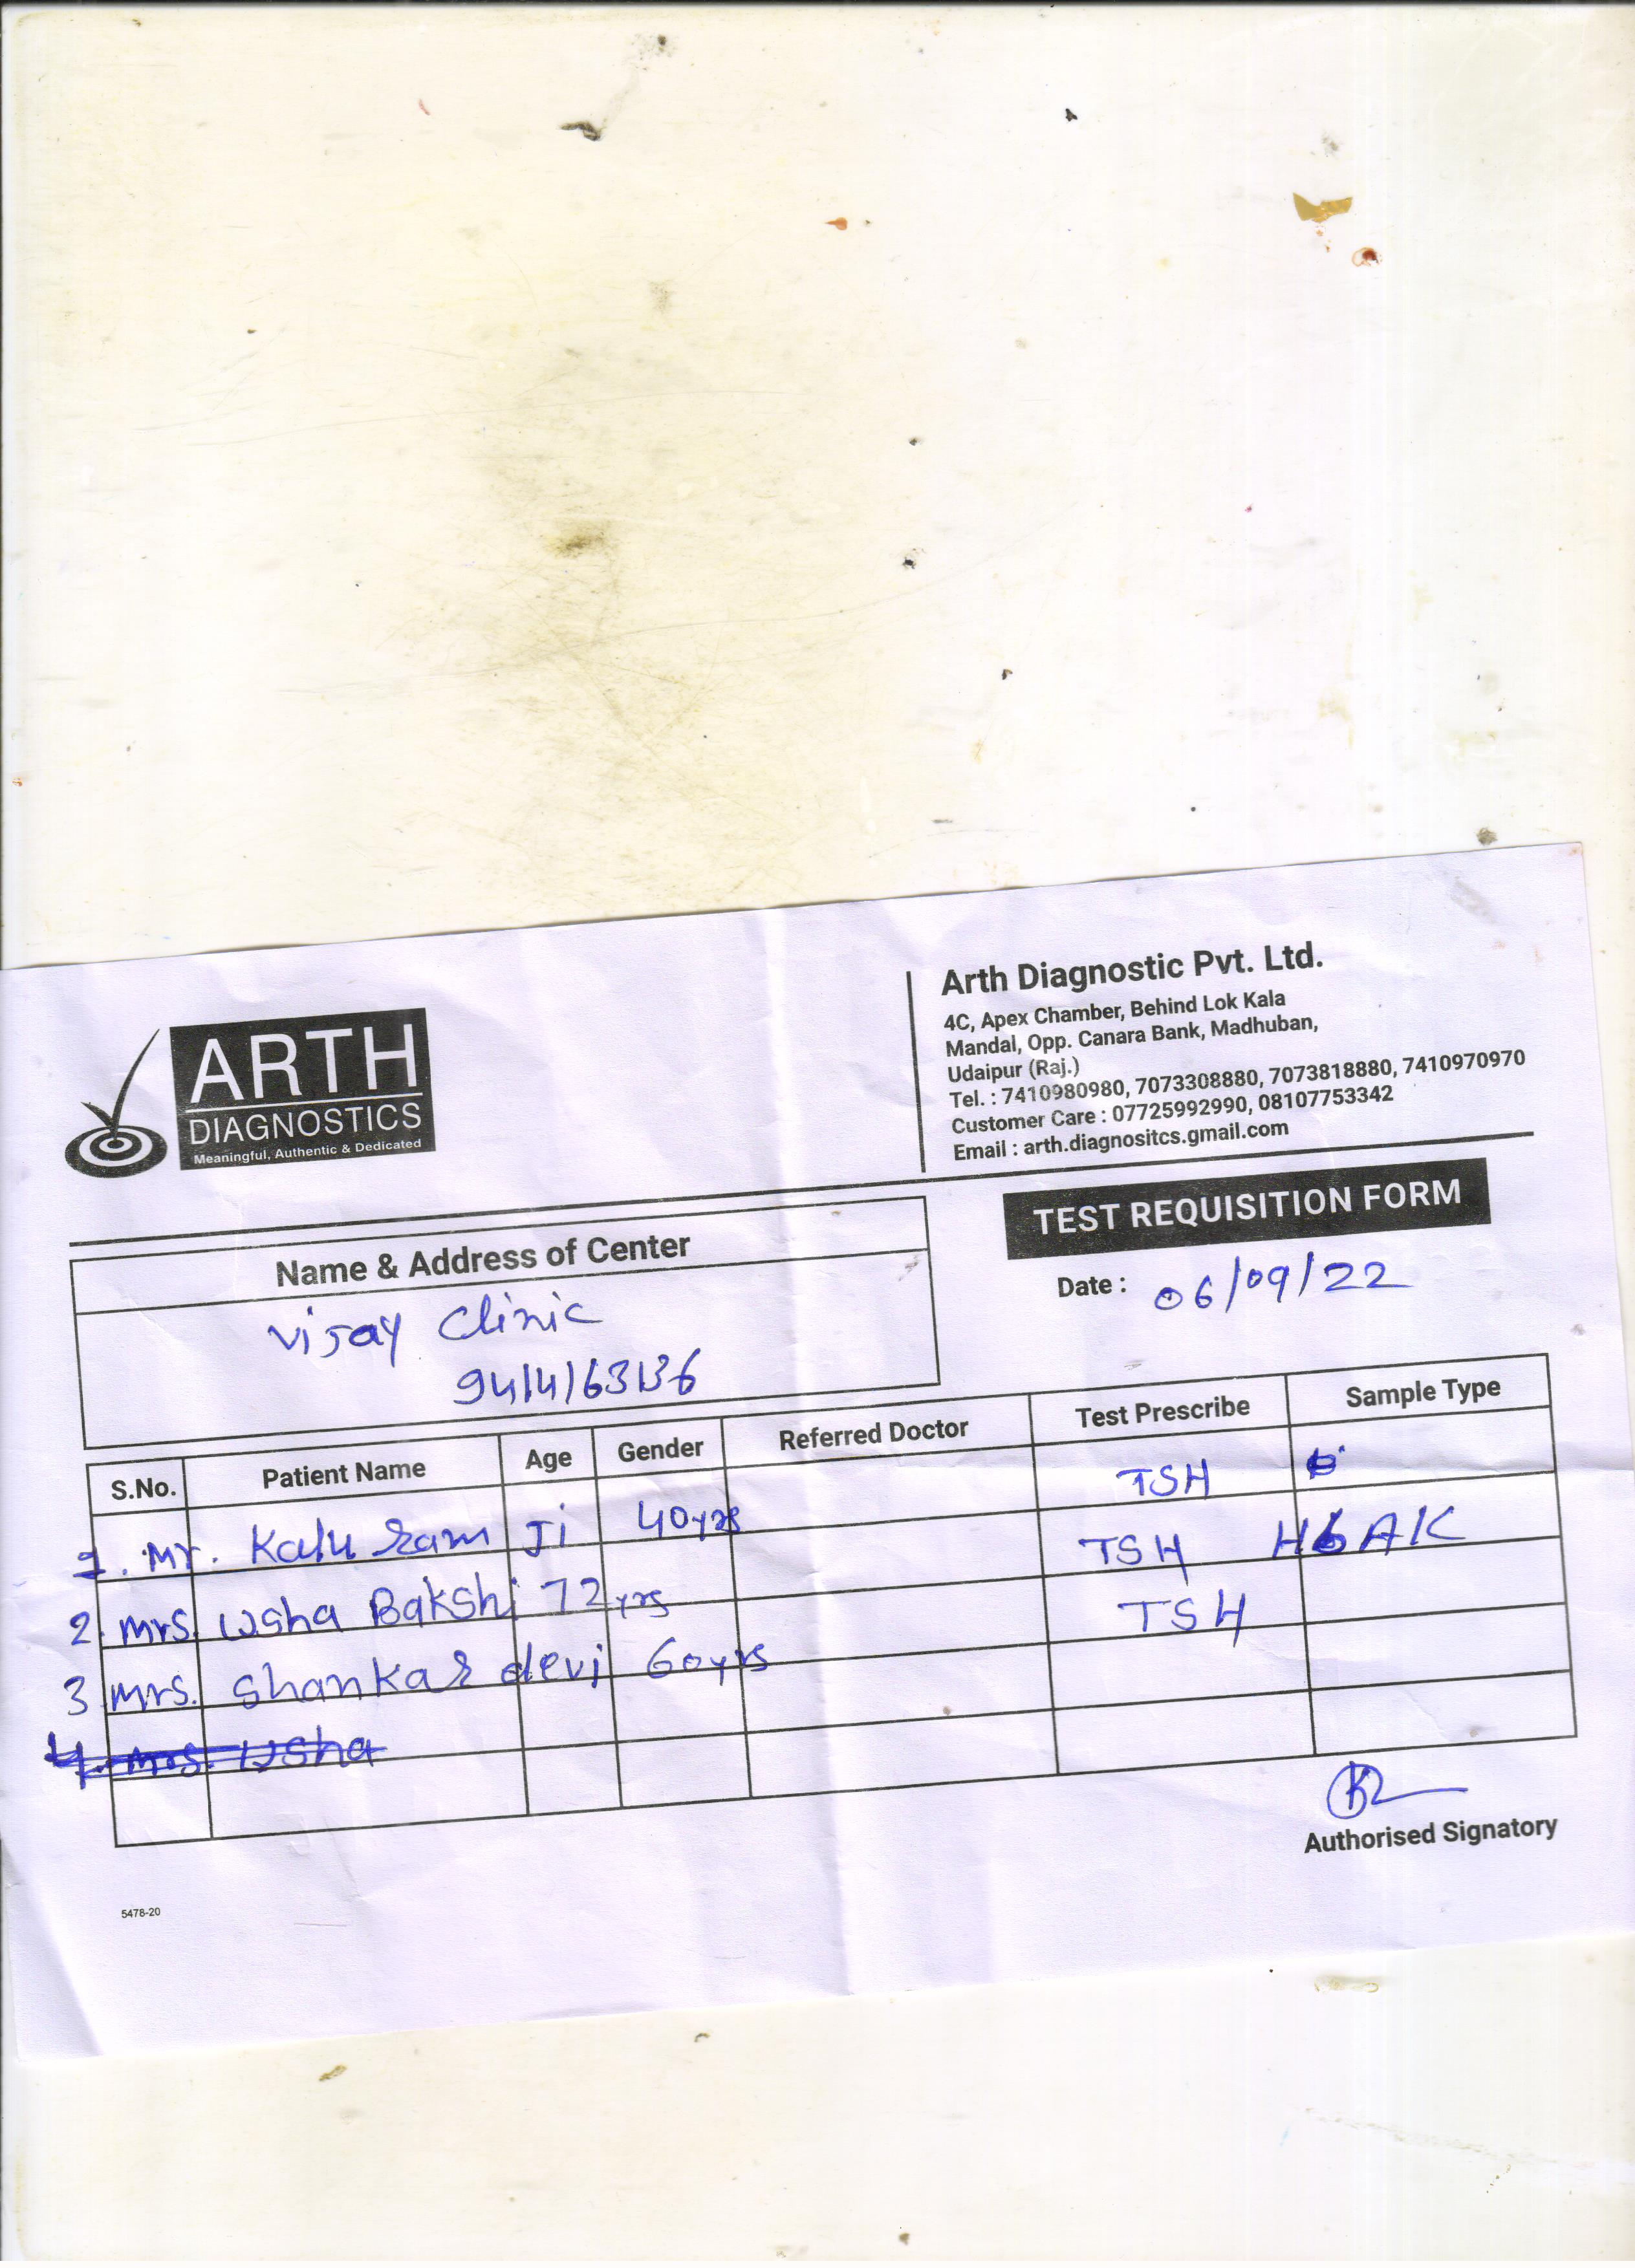 ARTH
DIAGNOSTICS
Meaningful, Authentic & Dedicated
Arth Diagnostic Pvt. Ltd.
4C, Apex Chamber, Behind Lok Kala
Mandal, Opp. Canara Bank, Madhuban,
Udaipur (Raj.)
Tel. : 7410980980, 7073308880, 7073818880, 7410970970
Customer Care : 07725992990, 08107753342
Email : arth.diagnositcs.gmail.com
TEST REQUISITION FORM
Date : 06/09/22
Name & Address of Center
Vijay Clinic
9414163136
S.No. Patient Name Age Gender Referred Doctor Test Prescribe Sample Type
1. Mr. Kalu Ram Ji 40yrs TSH
2. Mrs. Usha Bakshi 72yrs TSH
3 Mrs. Shankar devi 60yrs TSH
4. Mrs. Usha
Authorised Signatory
5478-20